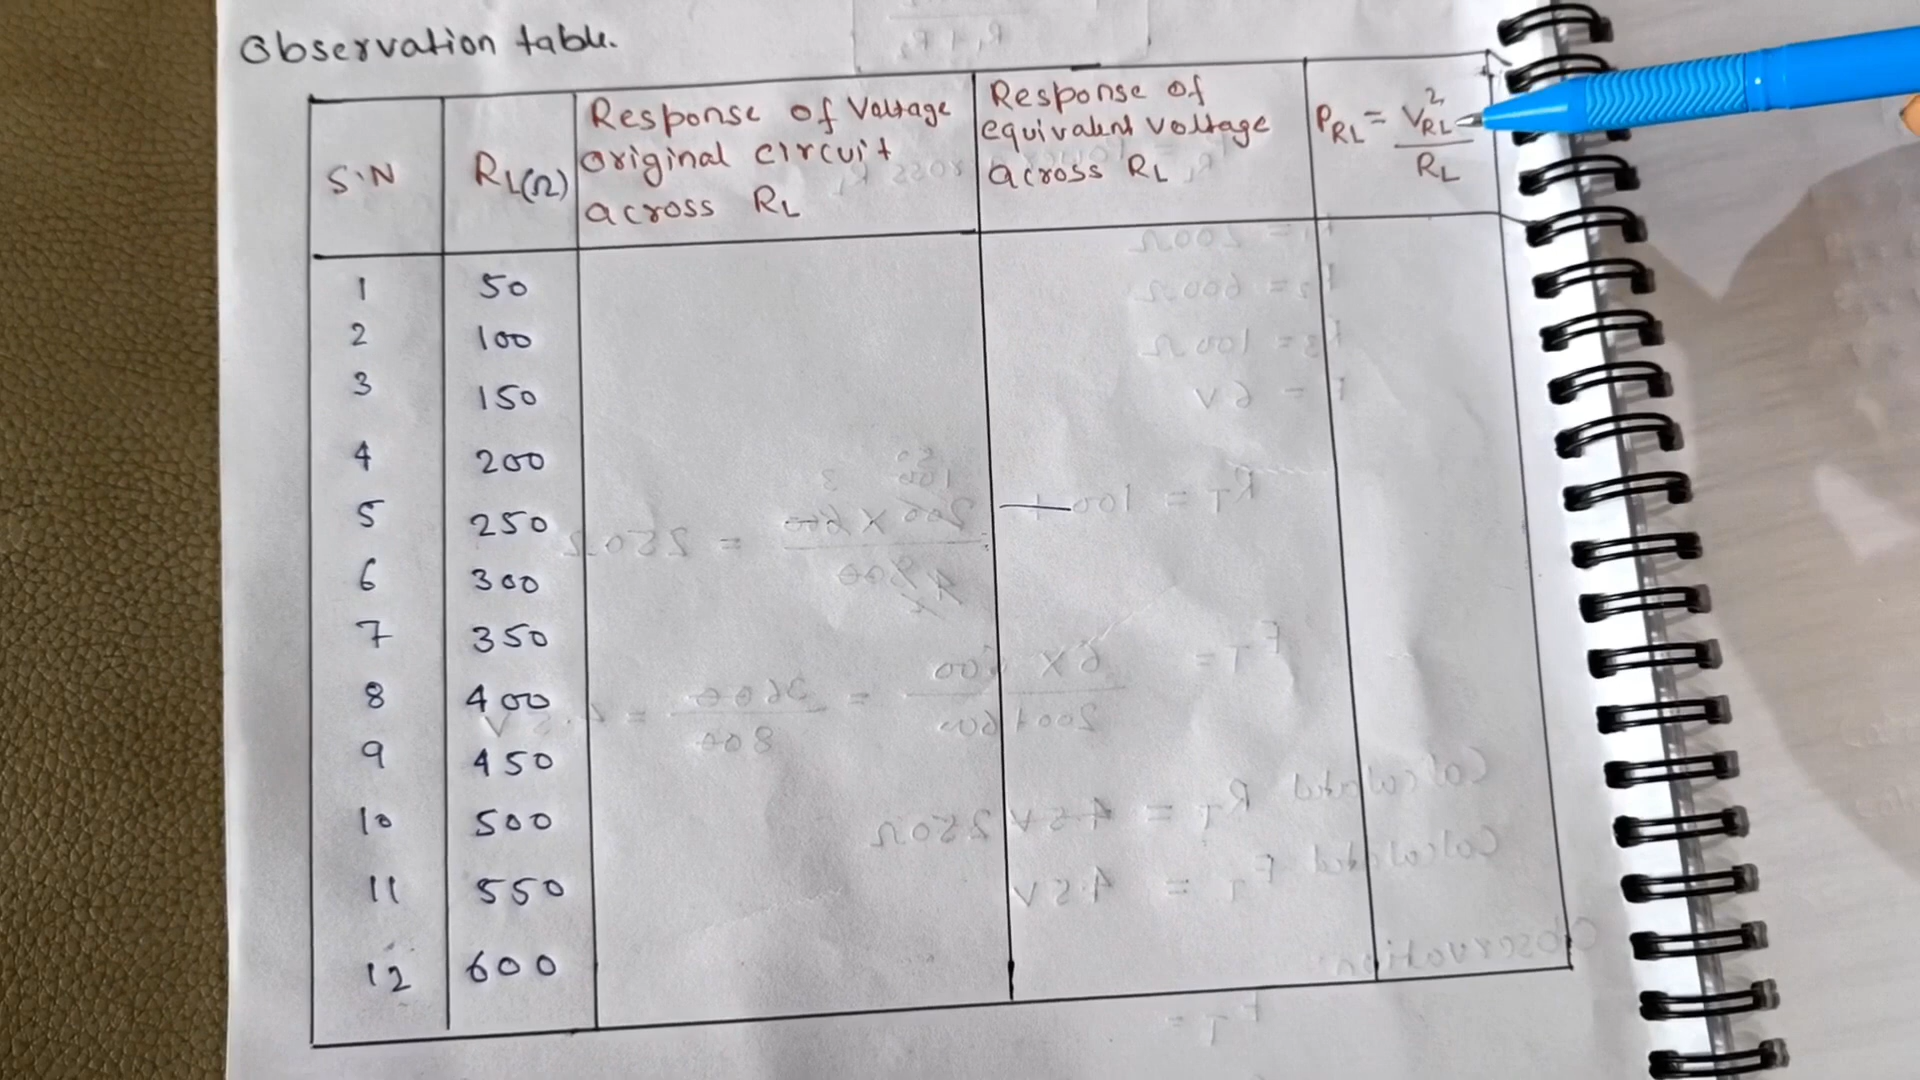 Observation table.
S.N
RL(Ω)
Response of Voltage
original circuit
across RL
Response of
equivalent voltage
across RL
PRL = V²RL
RL
1 50
2 100
3 150
4 200
5 250
6 300
7 350
8 400
9 450
10 500
11 550
12 600